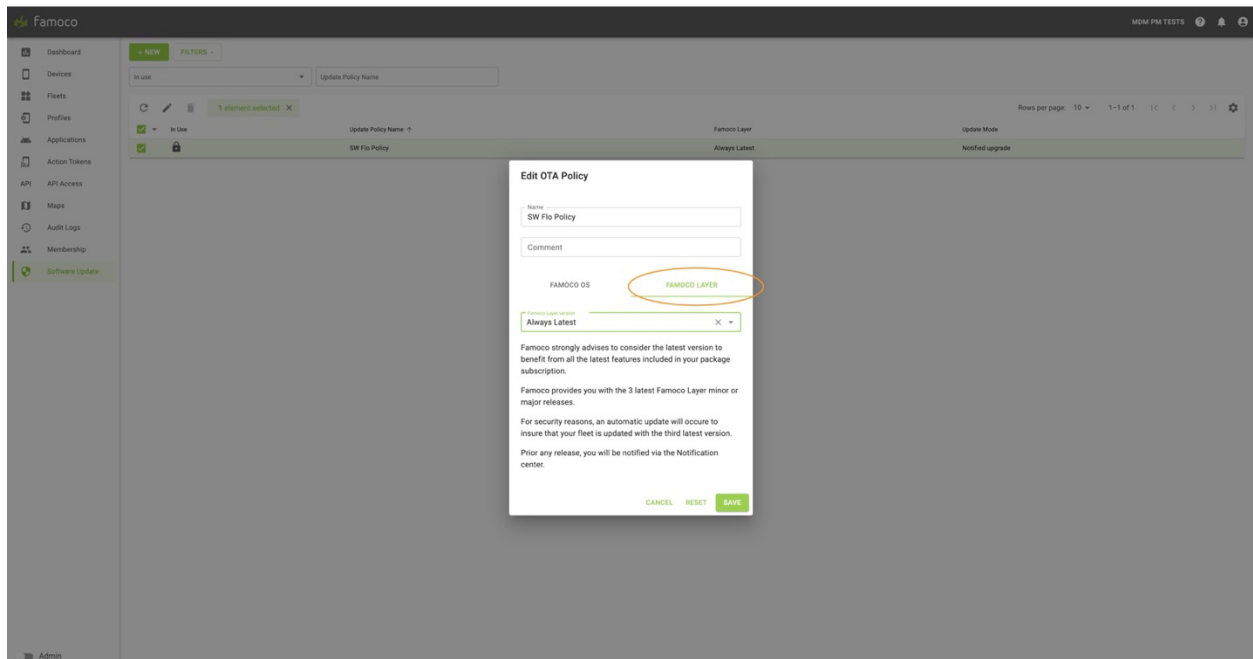 famoco
MDM PM TESTS
Dashboard
Devices
Fleets
Profiles
Applications
Action Tokens
API API Access
Maps
Audit Logs
Membership
Software Update
Admin
+ NEW FILTERS
In use Update Policy Name
1 element selected × Rows per page: 10 1–1 of 1
In Use Update Policy Name ↑ Famoco Layer Update Mode
SW Flo Policy Always Latest Notified upgrade
Edit OTA Policy
Name
SW Flo Policy
Comment
FAMOCO OS FAMOCO LAYER
Famoco Layer version
Always Latest
Famoco strongly advises to consider the latest version to
benefit from all the latest features included in your package
subscription.
Famoco provides you with the 3 latest Famoco Layer minor or
major releases.
For security reasons, an automatic update will occure to
insure that your fleet is updated with the third latest version.
Prior any release, you will be notified via the Notification
center.
CANCEL RESET SAVE